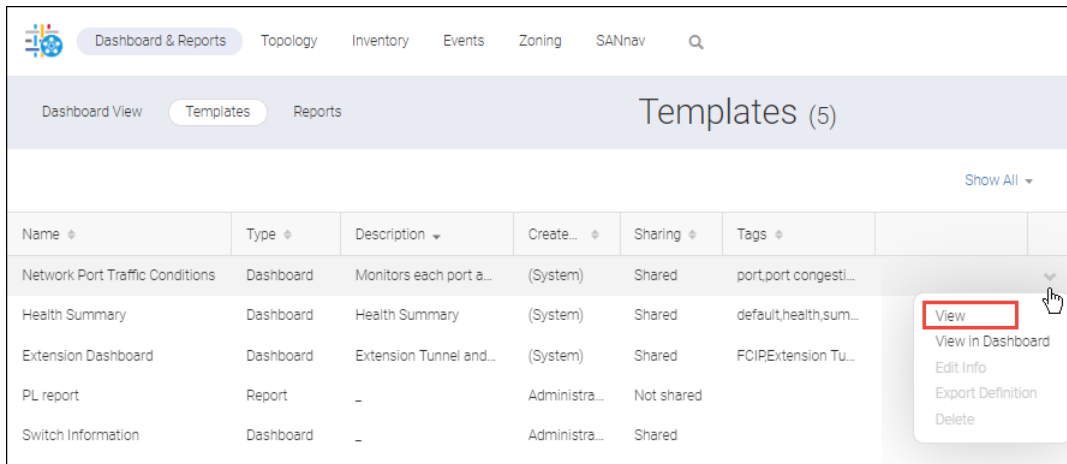 Dashboard & Reports Topology Inventory Events Zoning SANnav
Dashboard View Templates Reports Templates (5)
Show All
Name Type Description Create... Sharing Tags
Network Port Traffic Conditions Dashboard Monitors each port a... (System) Shared port,port congesti...
Health Summary Dashboard Health Summary (System) Shared default,health,sum...
View
View in Dashboard
Extension Dashboard Dashboard Extension Tunnel and... (System) Shared FCIP,Extension Tu...
Edit Info
PL report Report – Administra... Not shared
Export Definition
Delete
Switch Information Dashboard – Administra... Shared